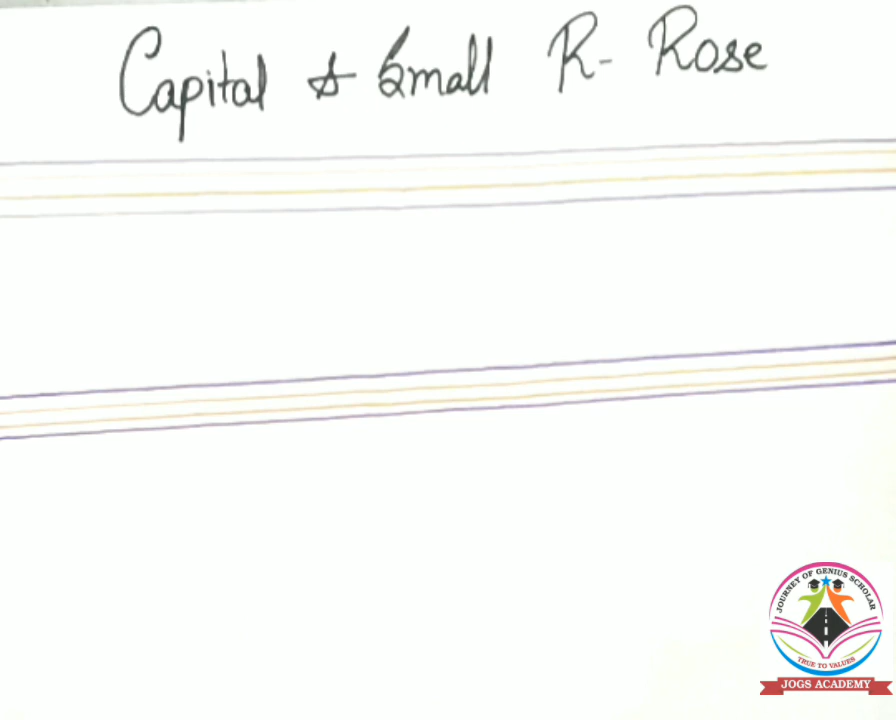 Capital & Small R- Rose
JOURNEY OF GENIUS SCHOLAR
TRUE TO VALUES
JOGS ACADEMY